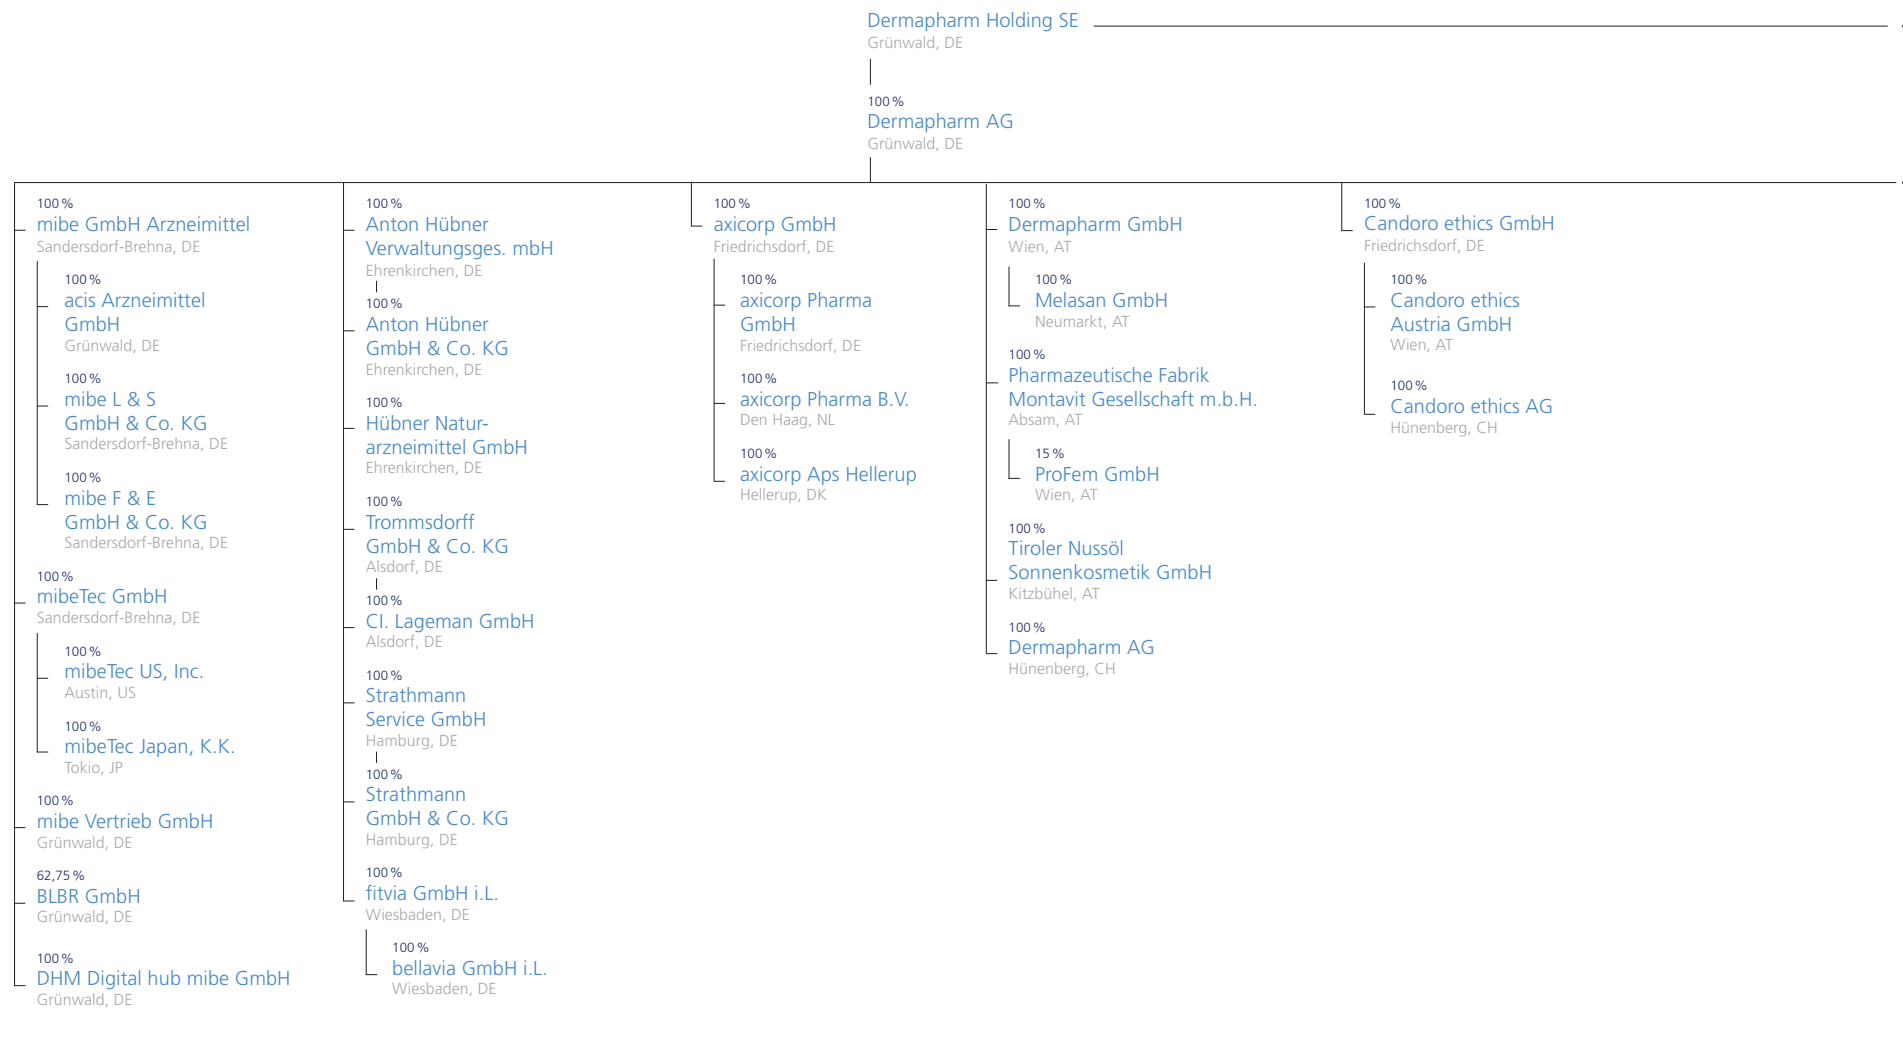 Dermapharm Holding SE
Grünwald, DE
100 %
Dermapharm AG
Grünwald, DE
100 %
mibe GmbH Arzneimittel
Sandersdorf-Brehna, DE
100 %
acis Arzneimittel
GmbH
Grünwald, DE
100 %
mibe L & S
GmbH & Co. KG
Sandersdorf-Brehna, DE
100 %
mibe F & E
GmbH & Co. KG
Sandersdorf-Brehna, DE
100 %
mibeTec GmbH
Sandersdorf-Brehna, DE
100 %
mibeTec US, Inc.
Austin, US
100 %
mibeTec Japan, K.K.
Tokio, JP
100 %
mibe Vertrieb GmbH
Grünwald, DE
62,75 %
BLBR GmbH
Grünwald, DE
100 %
DHM Digital hub mibe GmbH
Grünwald, DE
100 %
Anton Hübner
Verwaltungsges. mbH
Ehrenkirchen, DE
100 %
Anton Hübner
GmbH & Co. KG
Ehrenkirchen, DE
100 %
Hübner Natur-
arzneimittel GmbH
Ehrenkirchen, DE
100 %
Trommsdorff
GmbH & Co. KG
Alsdorf, DE
100 %
CI. Lageman GmbH
Alsdorf, DE
100 %
Strathmann
Service GmbH
Hamburg, DE
100 %
Strathmann
GmbH & Co. KG
Hamburg, DE
100 %
fitvia GmbH i.L.
Wiesbaden, DE
100 %
bellavia GmbH i.L.
Wiesbaden, DE
100 %
axicorp GmbH
Friedrichsdorf, DE
100 %
axicorp Pharma
GmbH
Friedrichsdorf, DE
100 %
axicorp Pharma B.V.
Den Haag, NL
100 %
axicorp Aps Hellerup
Hellerup, DK
100 %
Dermapharm GmbH
Wien, AT
100 %
Melasan GmbH
Neumarkt, AT
100 %
Pharmazeutische Fabrik
Montavit Gesellschaft m.b.H.
Absam, AT
15 %
ProFem GmbH
Wien, AT
100 %
Tiroler Nussöl
Sonnenkosmetik GmbH
Kitzbühel, AT
100 %
Dermapharm AG
Hünenberg, CH
100 %
Candoro ethics GmbH
Friedrichsdorf, DE
100 %
Candoro ethics
Austria GmbH
Wien, AT
100 %
Candoro ethics AG
Hünenberg, CH